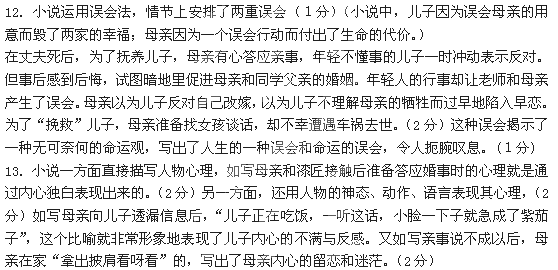 12. 小说运用误会法，情节上安排了两重误会（1分）（小说中，儿子因为误会母亲的用
意而毁了两家的幸福；母亲因为一个误会行动而付出了生命的代价。）
在丈夫死后，为了抚养儿子，母亲有心答应亲事，年轻不懂事的儿子一时冲动表示反对。
但事后感到后悔，试图暗地里促进母亲和同学父亲的婚姻。年轻人的行事却让老师和母亲
产生了误会。母亲以为儿子反对自己改嫁，以为儿子不理解母亲的牺牲而过早地陷入早恋。
为了“挽救”儿子，母亲准备找女孩谈话，却不幸遭遇车祸去世。（2分）这种误会揭示了
一种无可奈何的命运观，写出了人生的一种误会和命运的误会，令人扼腕叹息。（1分）
13. 小说一方面直接描写人物心理，如写母亲和漆匠接触后准备答应婚事时的心理就是通
过内心独白表现出来的。（2分）另一方面，还用人物的神态、动作、语言表现其心理，（2
分）如写母亲向儿子透漏信息后，“儿子正在吃饭，一听这话，小脸一下子就急成了紫茄
子”，这个比喻就非常形象地表现了儿子内心的不满与反感。又如写亲事说不成以后，母
亲在家“拿出披肩看呀看”的，写出了母亲内心的留恋和迷茫。（2分）